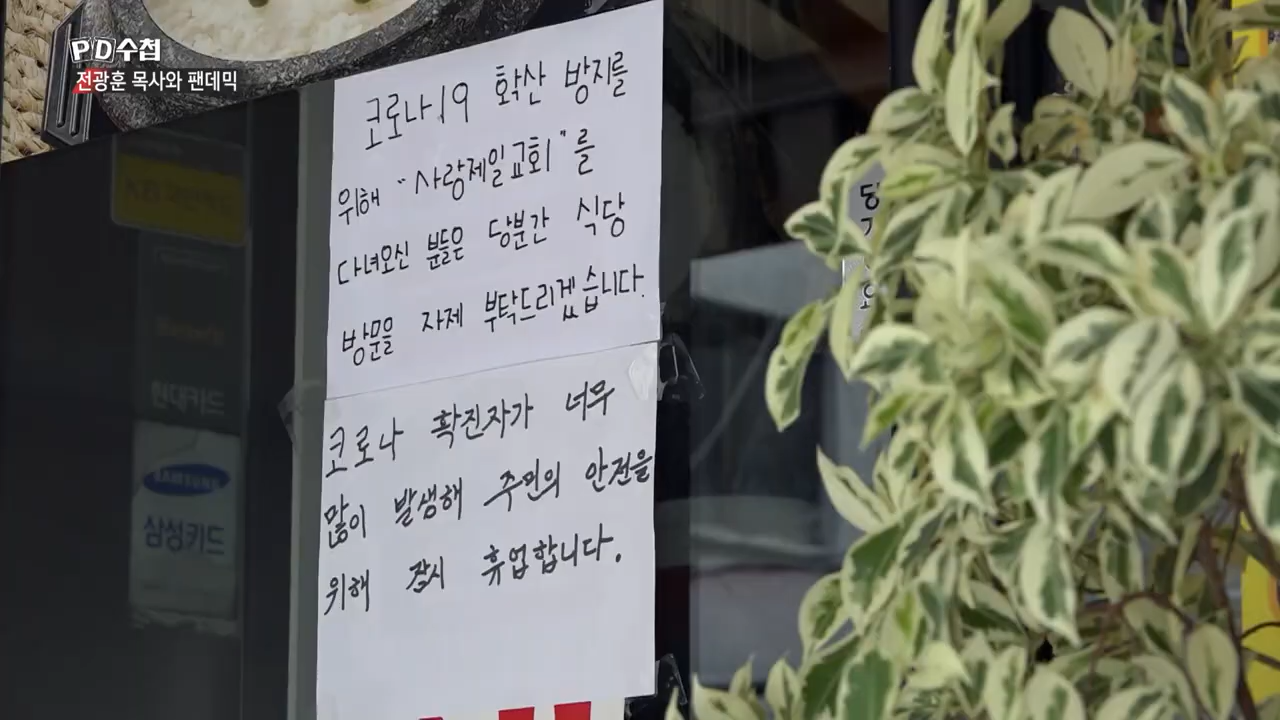 PD수첩
전광훈 목사와 팬데믹
코로나19 확산 방지를
위해 "사랑제일교회"를
다녀오신 분들은 당분간 식당
방문을 자제 부탁드리겠습니다.
코로나 확진자가 너무
많이 발생해 주민의 안전을
위해 잠시 휴업합니다.
현대카드
SAMSUNG
삼성카드